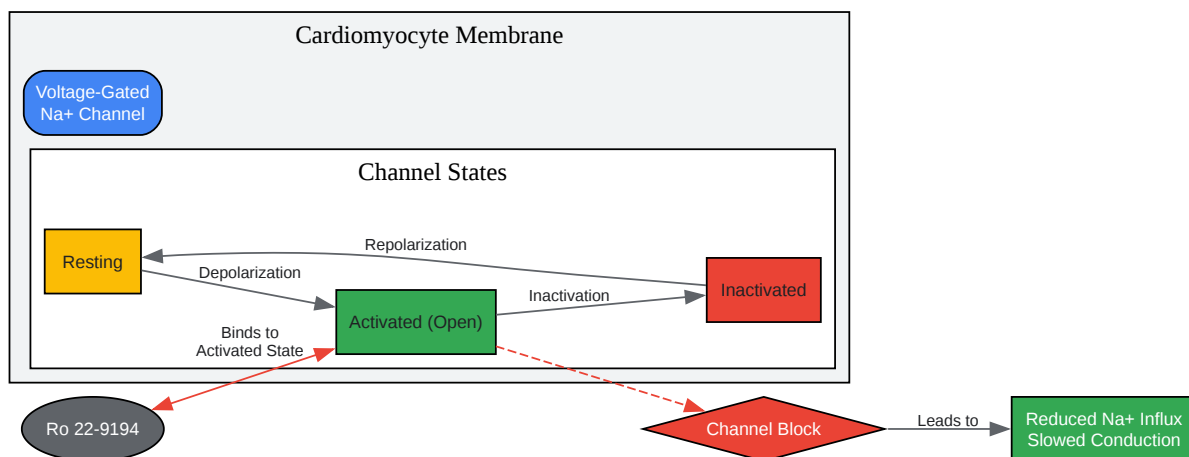 Cardiomyocyte Membrane
Voltage-Gated
Na+ Channel
Channel States
Resting
Repolarization
Depolarization
Inactivated
Inactivation
Activated (Open)
Binds to
Activated State
Ro 22-9194
Channel Block
Leads to
Reduced Na+ Influx
Slowed Conduction